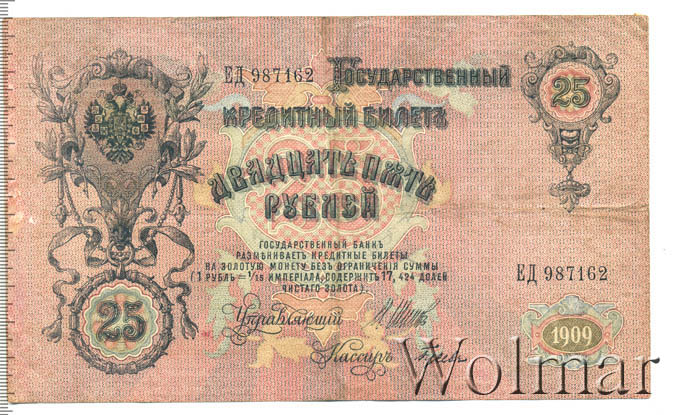 ЕД 987162 Государственный
25
Кредитный Билетъ
Двадцать пять
рублей
Государственный Банкъ
размѣниваетъ кредитные билеты
на золотую монету безъ ограниченія суммы
(1 рубль = 1/15 имперіала, содержитъ 17,424 долей
чистаго золота).
ЕД 987162
25
Управляющій
1909
Кассиръ
Wolmar